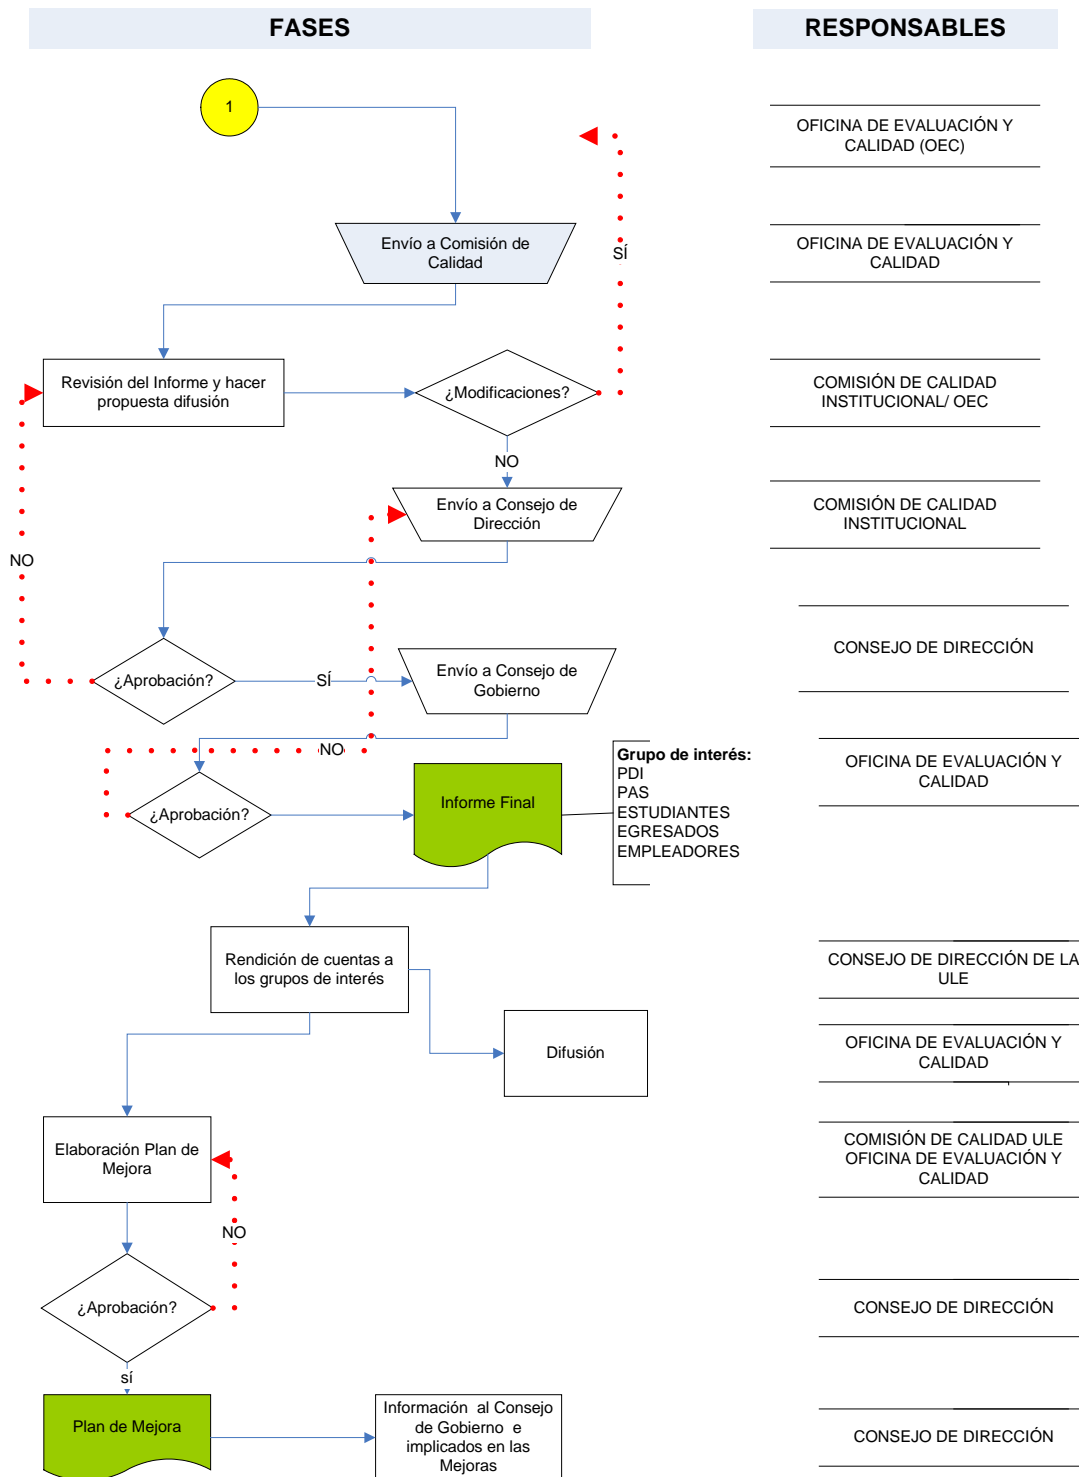 FASES
RESPONSABLES
1
OFICINA DE EVALUACIÓN Y
CALIDAD (OEC)
Envío a Comisión de
Calidad
SÍ
OFICINA DE EVALUACIÓN Y
CALIDAD
Revisión del Informe y hacer
propuesta difusión
¿Modificaciones?
COMISIÓN DE CALIDAD
INSTITUCIONAL/ OEC
NO
Envío a Consejo de
Dirección
COMISIÓN DE CALIDAD
INSTITUCIONAL
NO
¿Aprobación?
SÍ
Envío a Consejo de
Gobierno
CONSEJO DE DIRECCIÓN
NO
¿Aprobación?
Informe Final
Grupo de interés:
PDI
PAS
ESTUDIANTES
EGRESADOS
EMPLEADORES
OFICINA DE EVALUACIÓN Y
CALIDAD
Rendición de cuentas a
los grupos de interés
CONSEJO DE DIRECCIÓN DE LA
ULE
Difusión
OFICINA DE EVALUACIÓN Y
CALIDAD
Elaboración Plan de
Mejora
COMISIÓN DE CALIDAD ULE
OFICINA DE EVALUACIÓN Y
CALIDAD
NO
¿Aprobación?
CONSEJO DE DIRECCIÓN
sí
Plan de Mejora
Información  al Consejo
de Gobierno  e
implicados en las
Mejoras
CONSEJO DE DIRECCIÓN